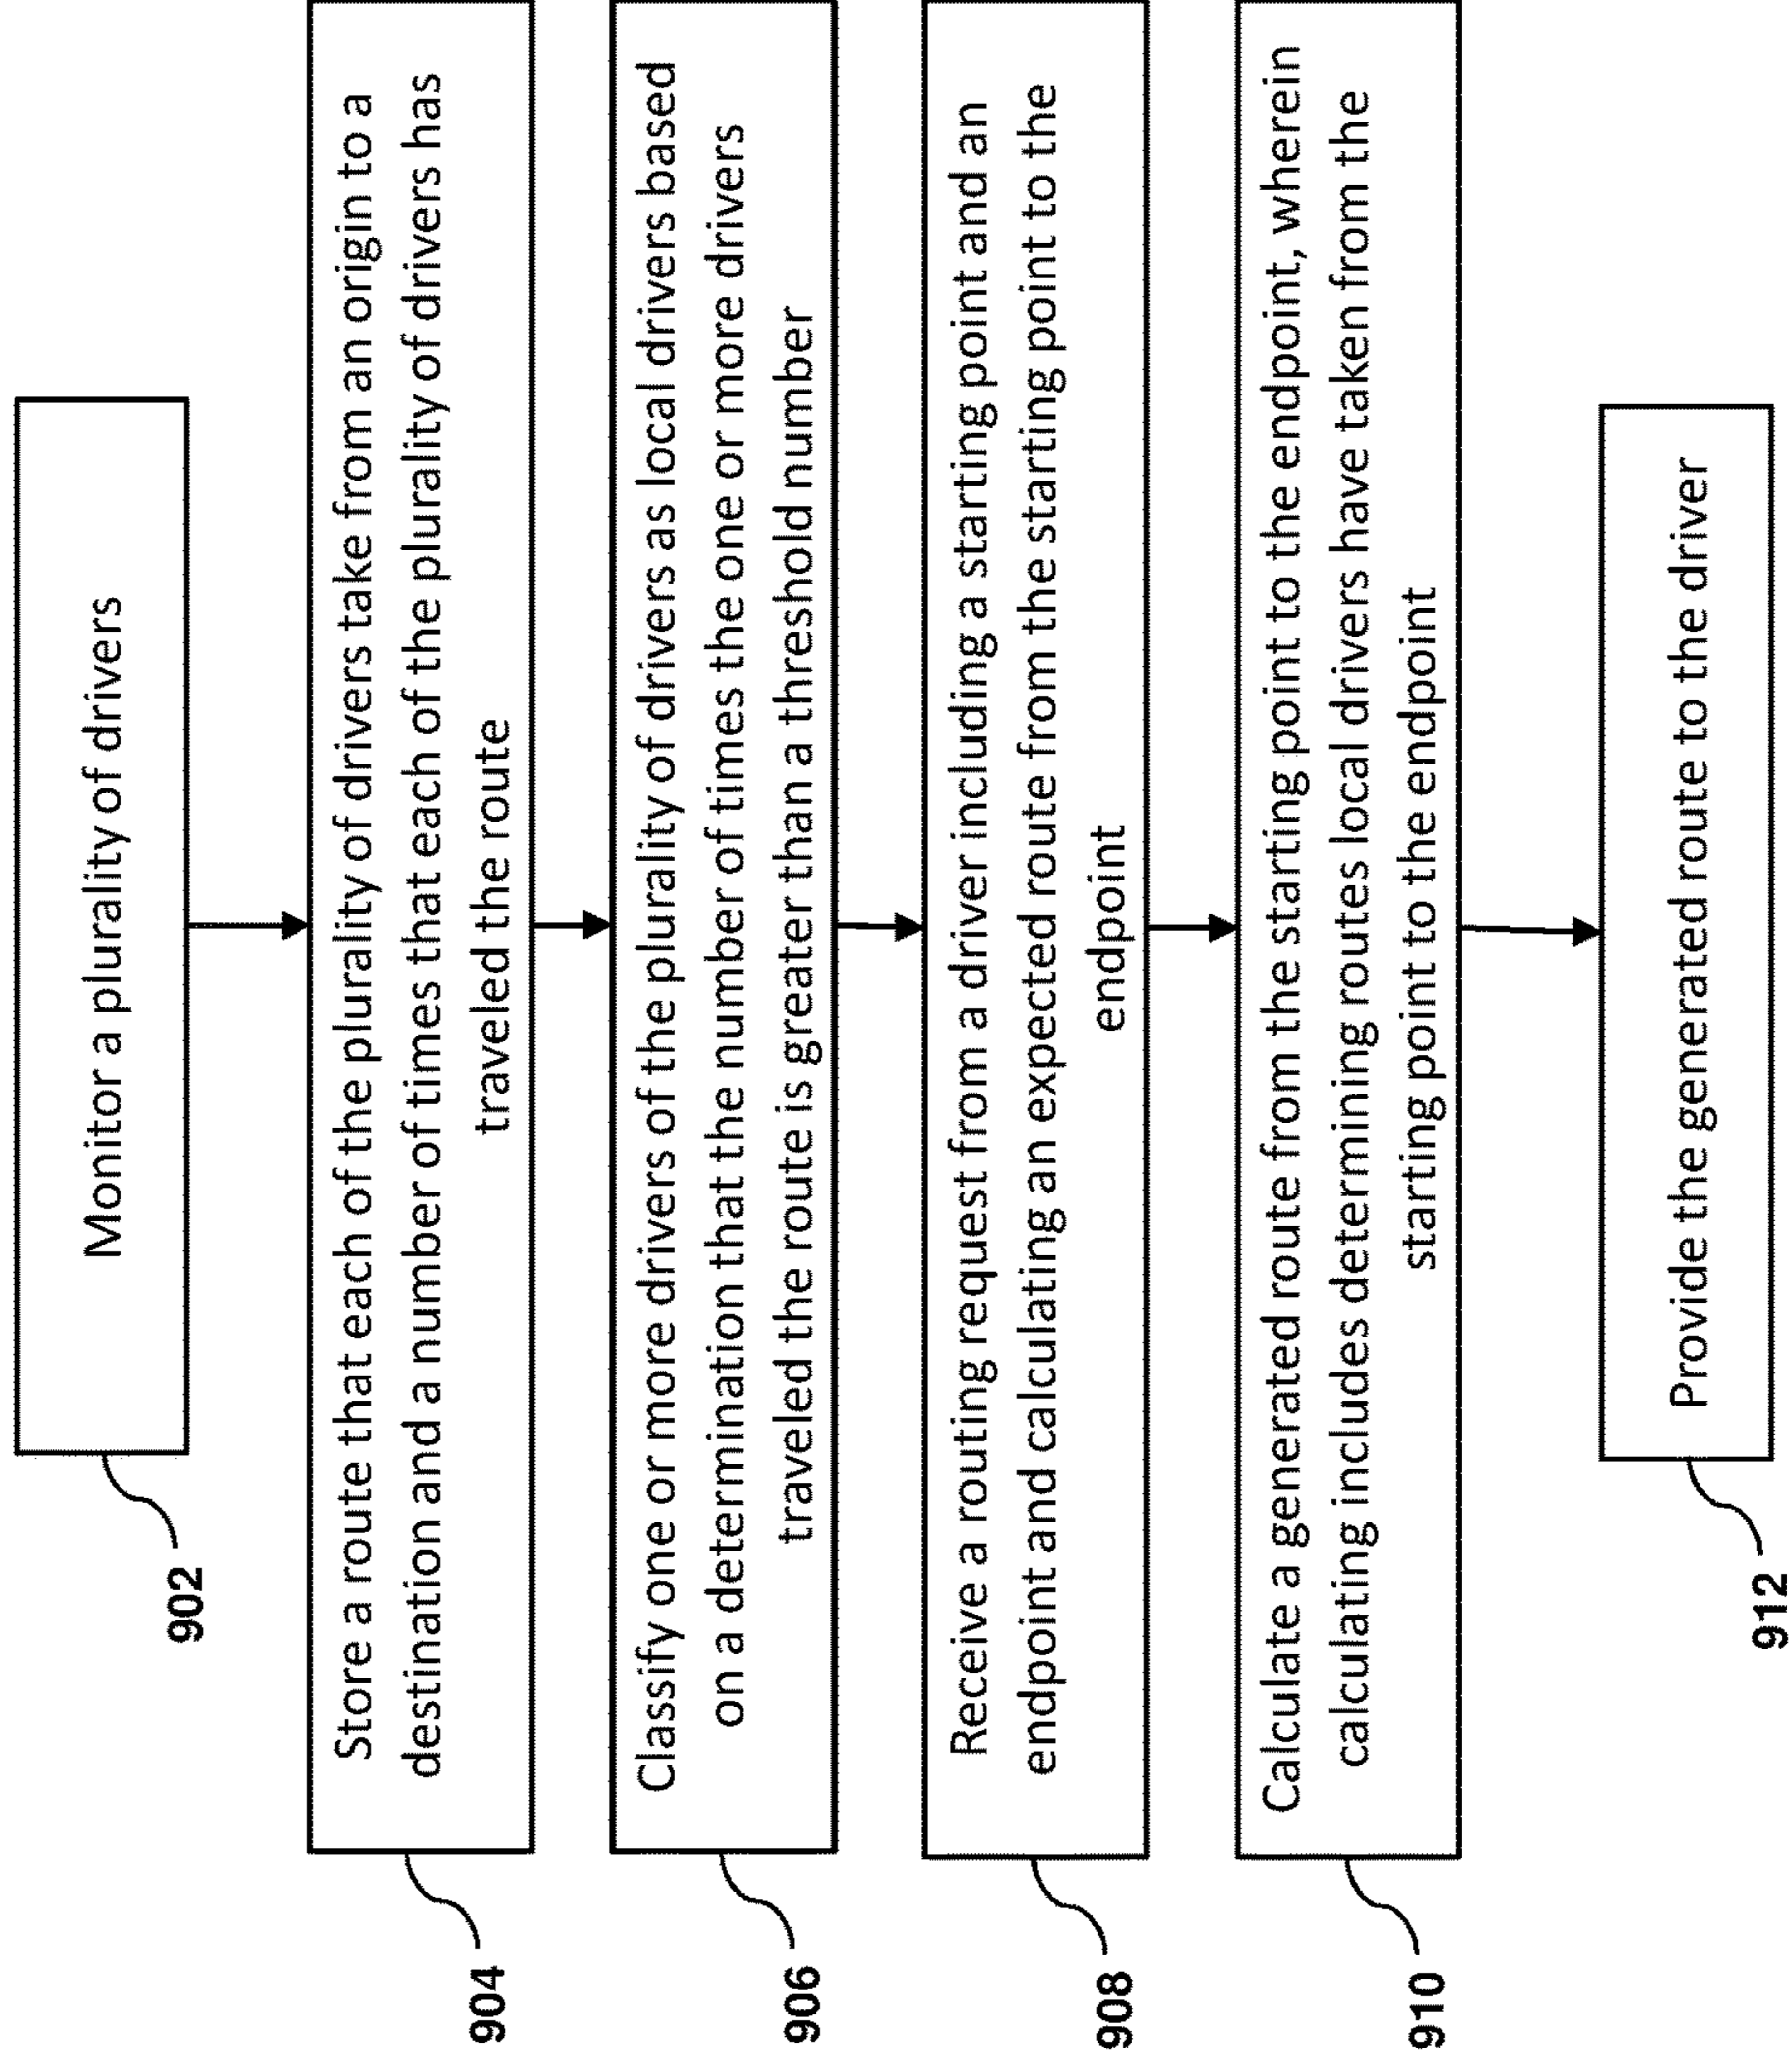 902
Monitor a plurality of drivers
904
Store a route that each of the plurality of drivers take from an origin to a
destination and a number of times that each of the plurality of drivers has
traveled the route
906
Classify one or more drivers of the plurality of drivers as local drivers based
on a determination that the number of times the one or more drivers
traveled the route is greater than a threshold number
908
Receive a routing request from a driver including a starting point and an
endpoint and calculating an expected route from the starting point to the
endpoint
910
Calculate a generated route from the starting point to the endpoint, wherein
calculating includes determining routes local drivers have taken from the
starting point to the endpoint
912
Provide the generated route to the driver